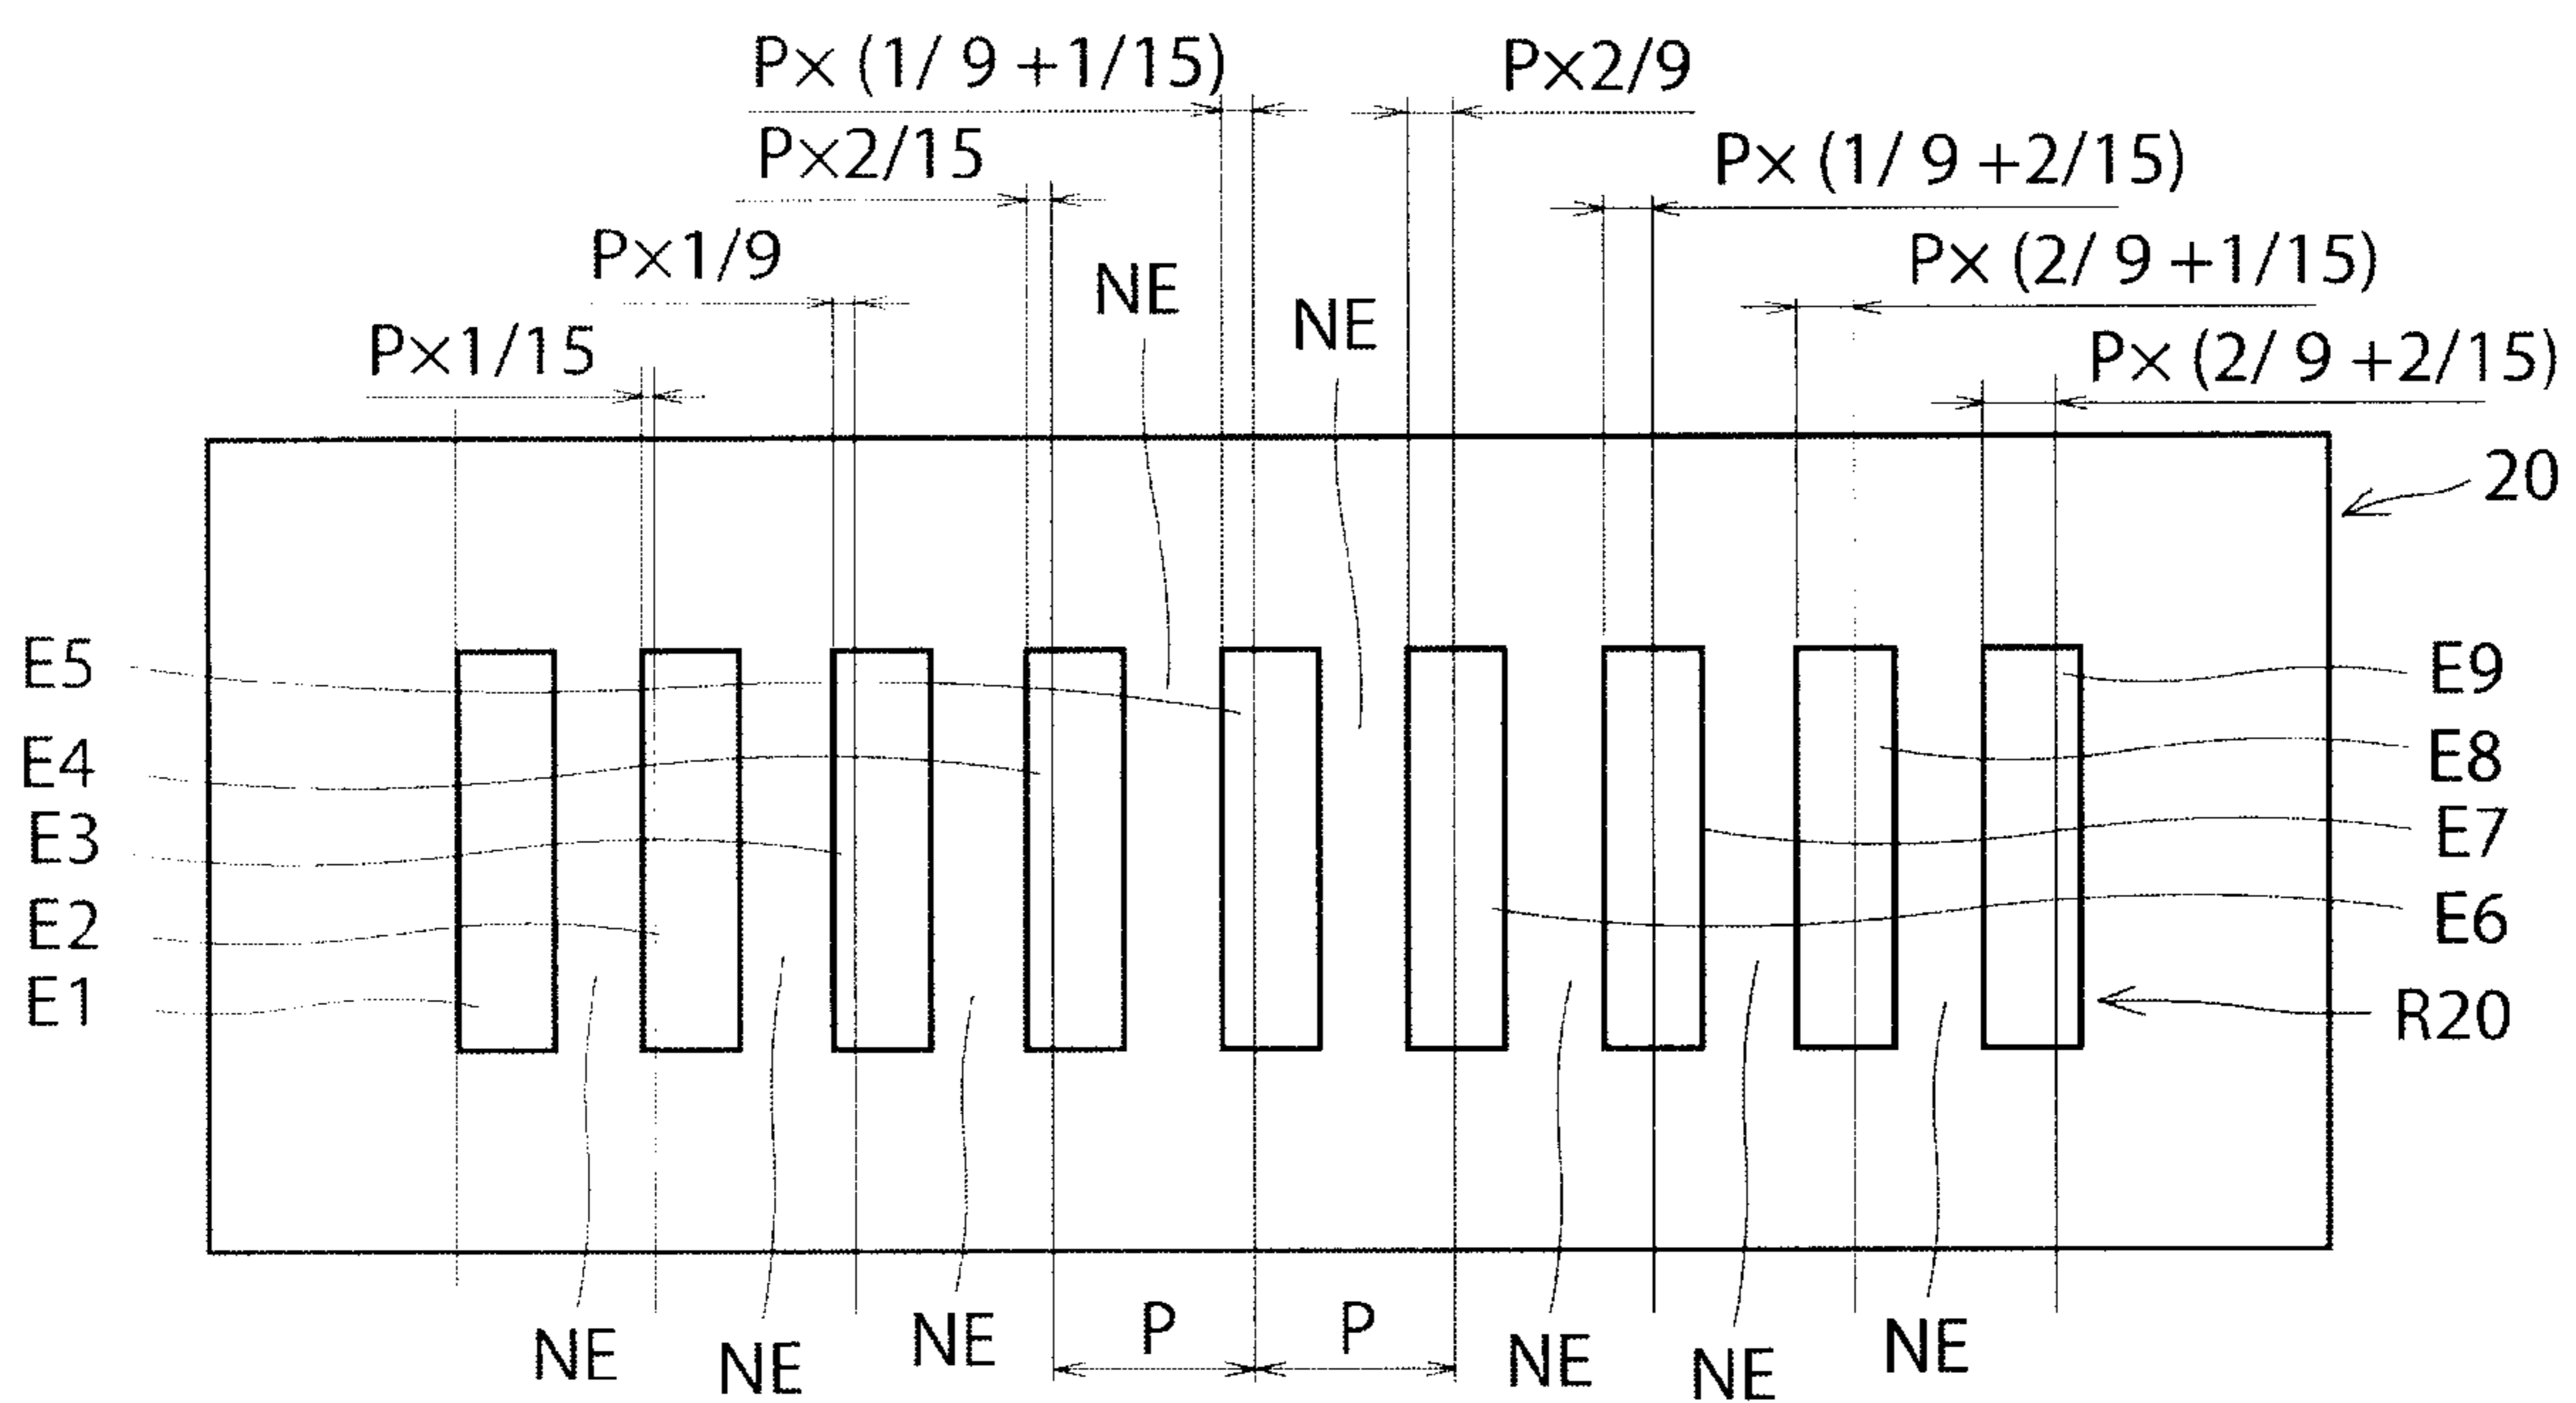 P× (1/ 9 +1/15)
P×2/9
P×2/15
P× (1/ 9 +2/15)
P×1/9
NE
NE
P× (2/ 9 +1/15)
P×1/15
P× (2/ 9 +2/15)
20
E5
E4
E3
E2
E1
E9
E8
E7
E6
R20
NE
NE
NE
P
P
NE
NE
NE